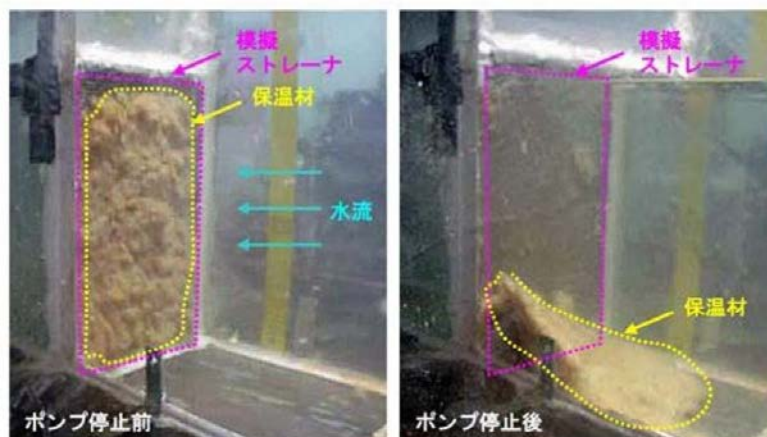 模擬
ストレーナ
保温材
水流
ポンプ停止前
模擬
ストレーナ
保温材
ポンプ停止後